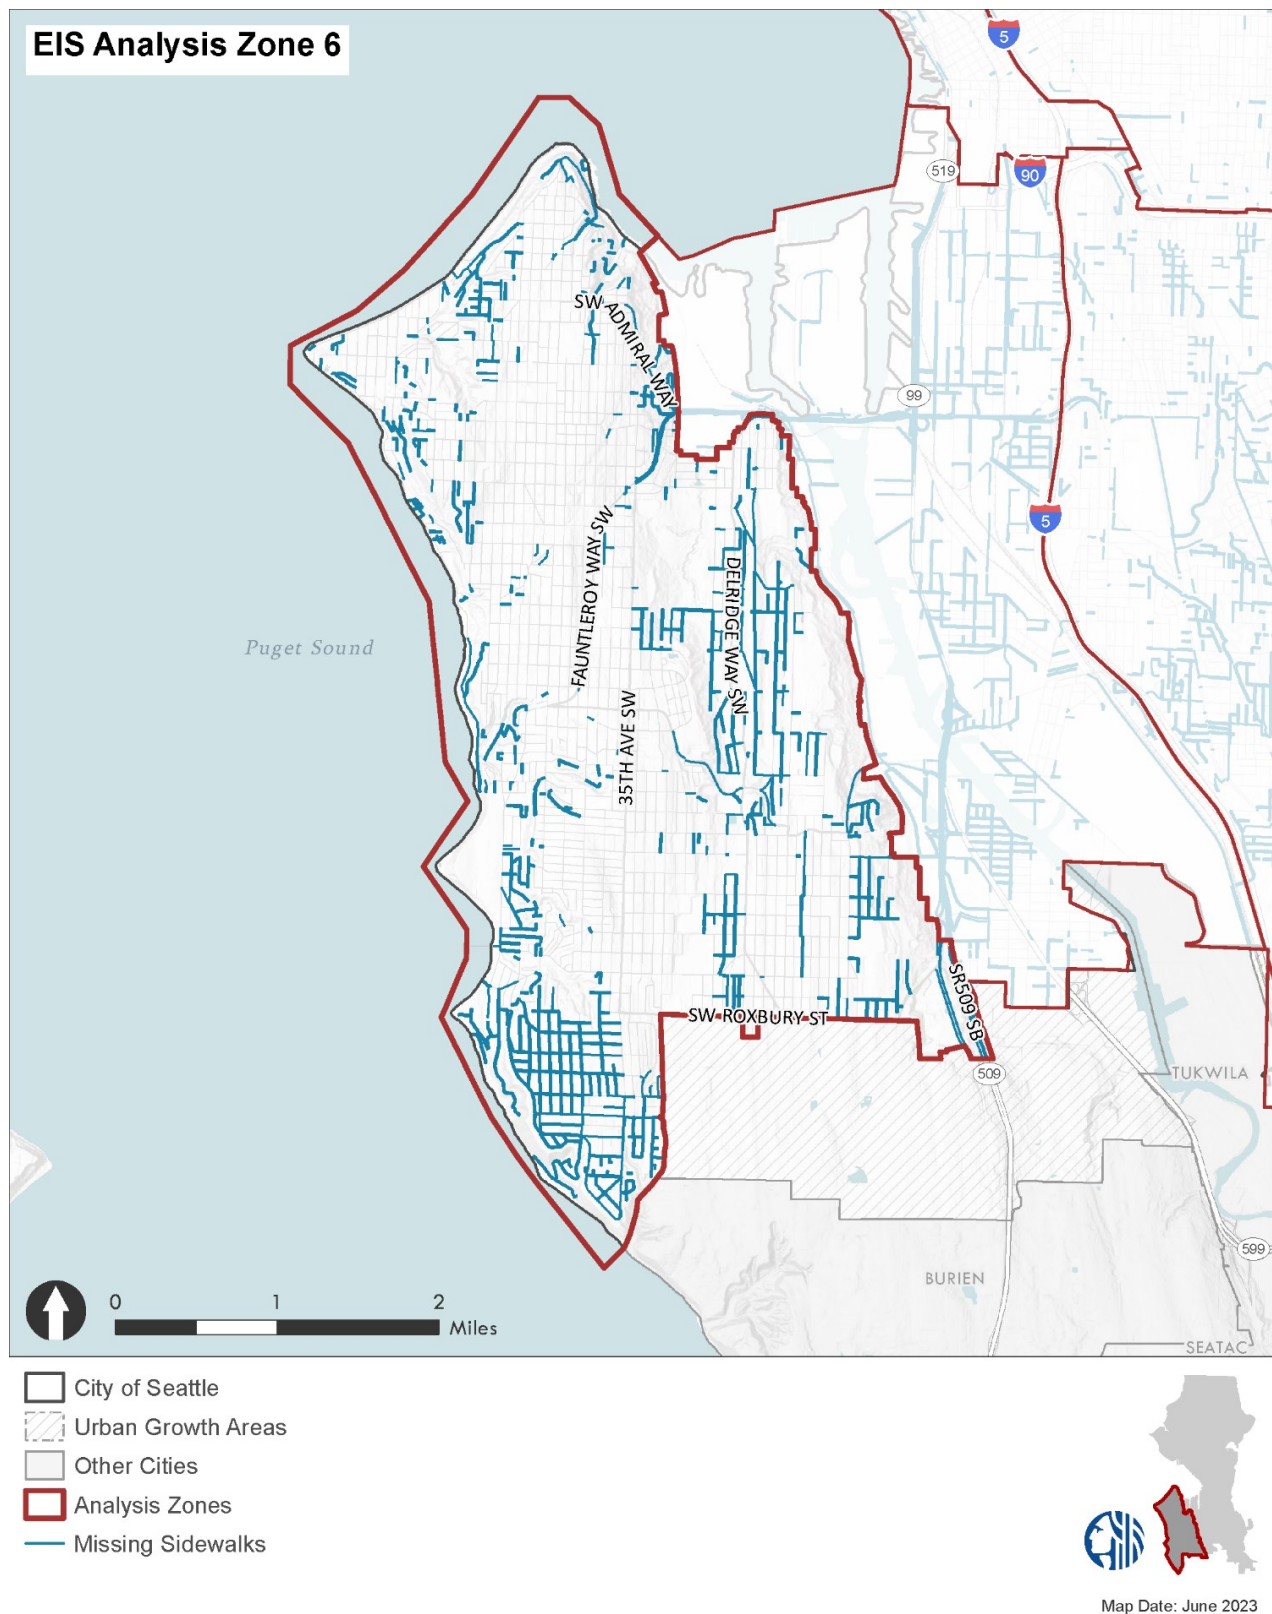 EIS Analysis Zone 6
5
519
90
SW ADMIRAL WAY
99
5
FAUNTLEROY WAY SW
DELRIDGE WAY SW
Puget Sound
35TH AVE SW
SR509 SB
SW ROXBURY ST
509
TUKWILA
599
BURIEN
SEATAC
0 1 2
Miles
City of Seattle
Urban Growth Areas
Other Cities
Analysis Zones
Missing Sidewalks
Map Date: June 2023